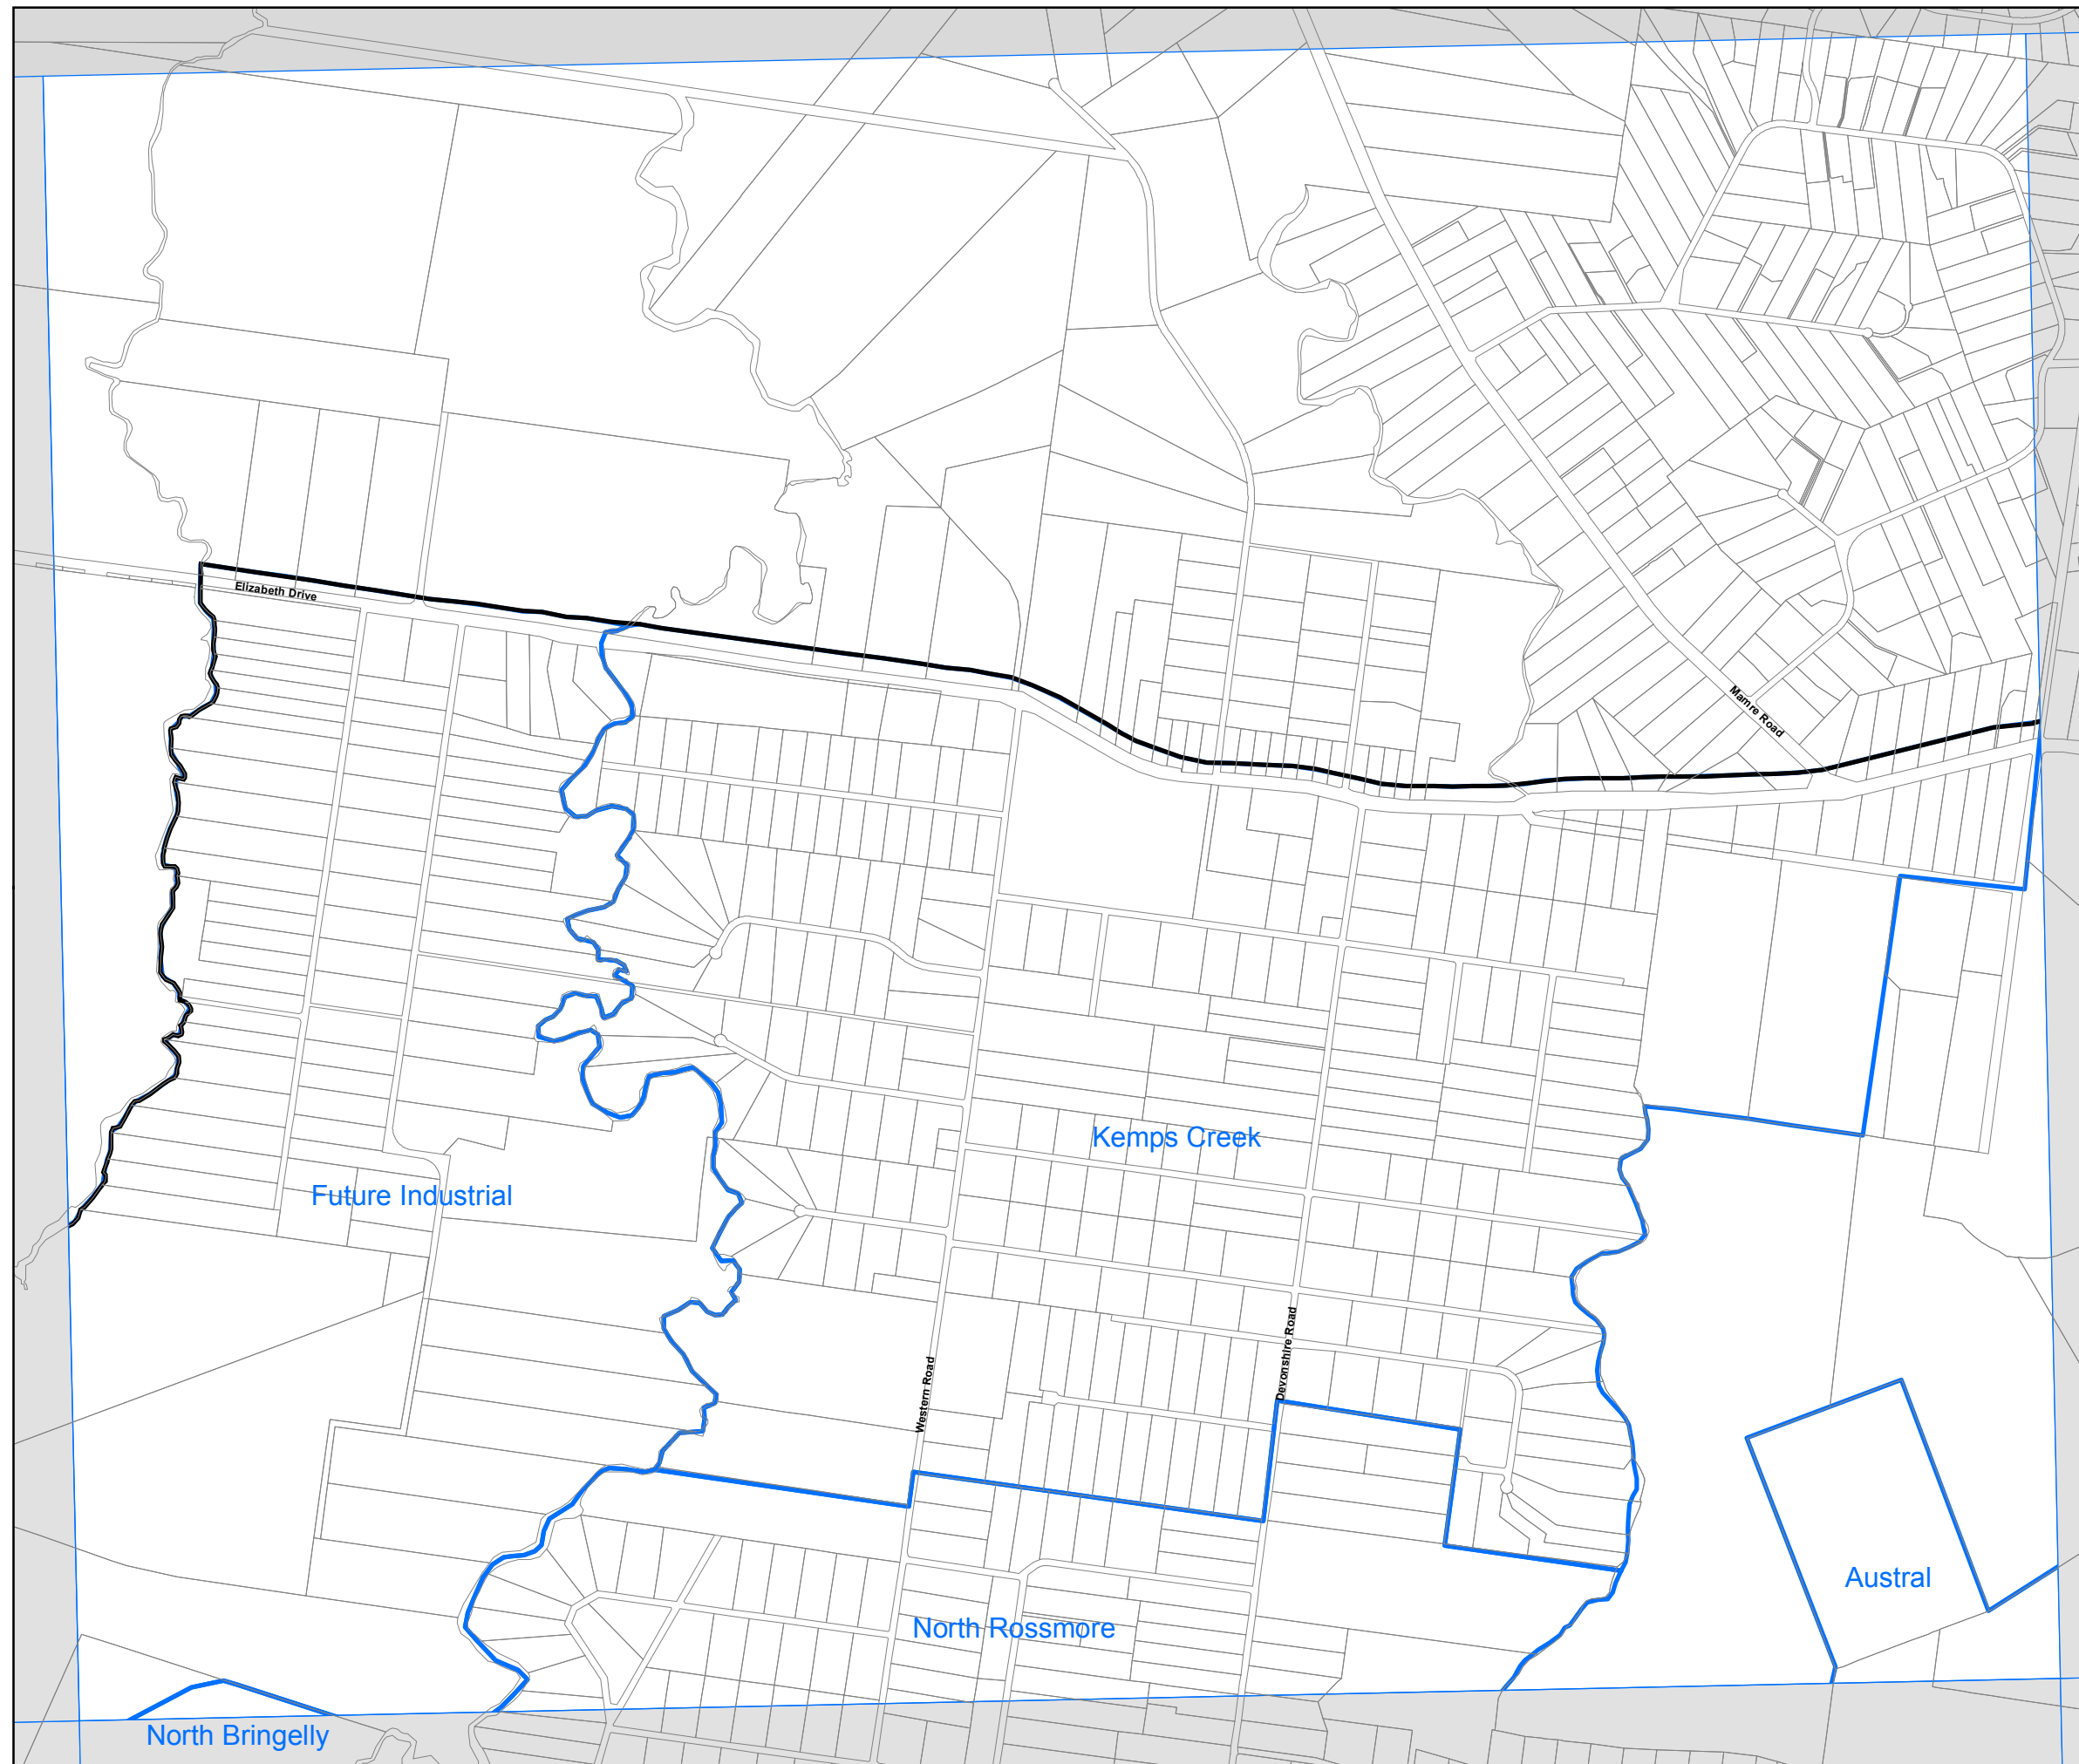 Elizabeth Drive
Mamre Road
Kemps Creek
Future Industrial
Devonshire Road
Western Road
Austral
North Rossmore
North Bringelly